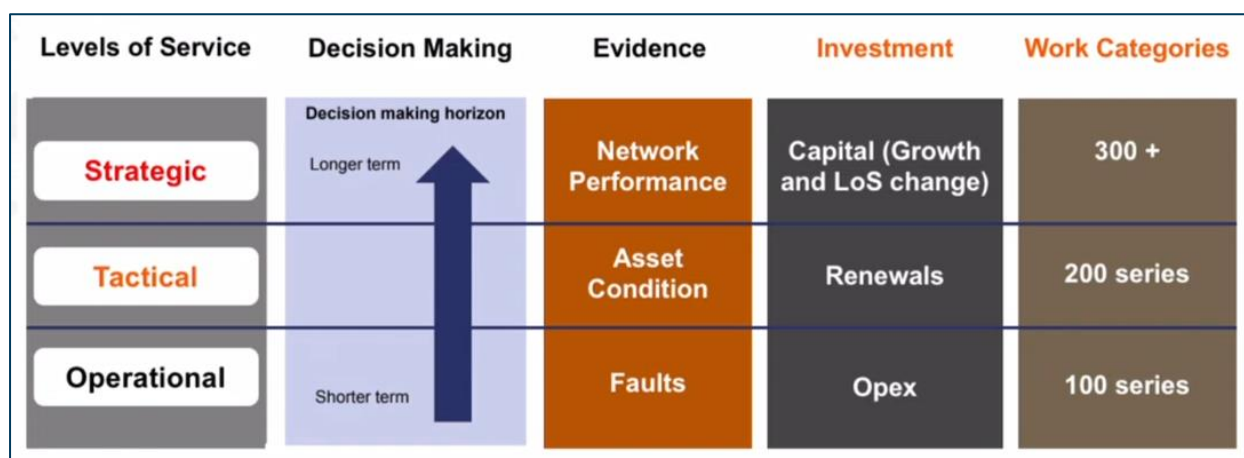 Levels of Service
Decision Making
Evidence
Investment
Work Categories
Decision making horizon
Strategic
Longer term
Network
Performance
Capital (Growth
and LoS change)
300 +
Tactical
Asset
Condition
Renewals
200 series
Operational
Shorter term
Faults
Opex
100 series